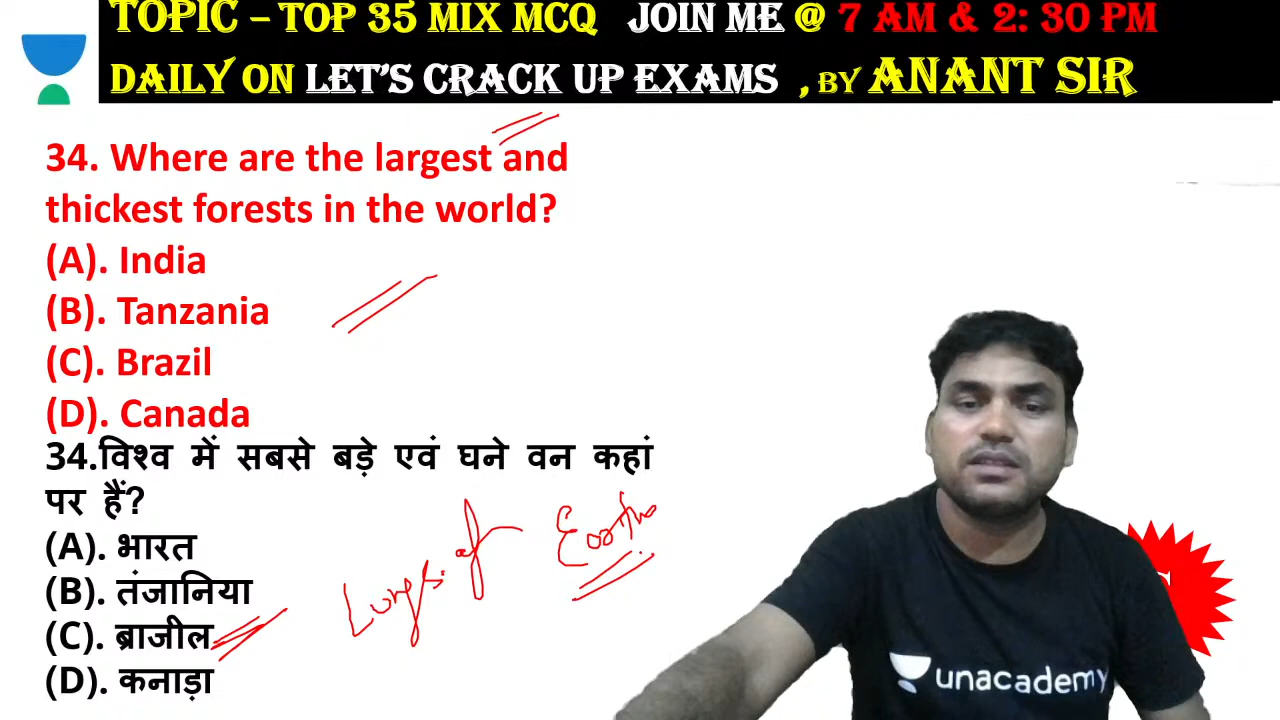 TOPIC – TOP 35 MIX MCQ JOIN ME @ 7 AM & 2: 30 PM
DAILY ON LET'S CRACK UP EXAMS , BY ANANT SIR
34. Where are the largest and
thickest forests in the world?
(A). India
(B). Tanzania
(C). Brazil
(D). Canada
34.विश्व में सबसे बड़े एवं घने वन कहां
पर हैं?
(A). भारत
(B). तंजानिया
(C). ब्राजील
(D). कनाड़ा
Lungs of Earth
unacademy